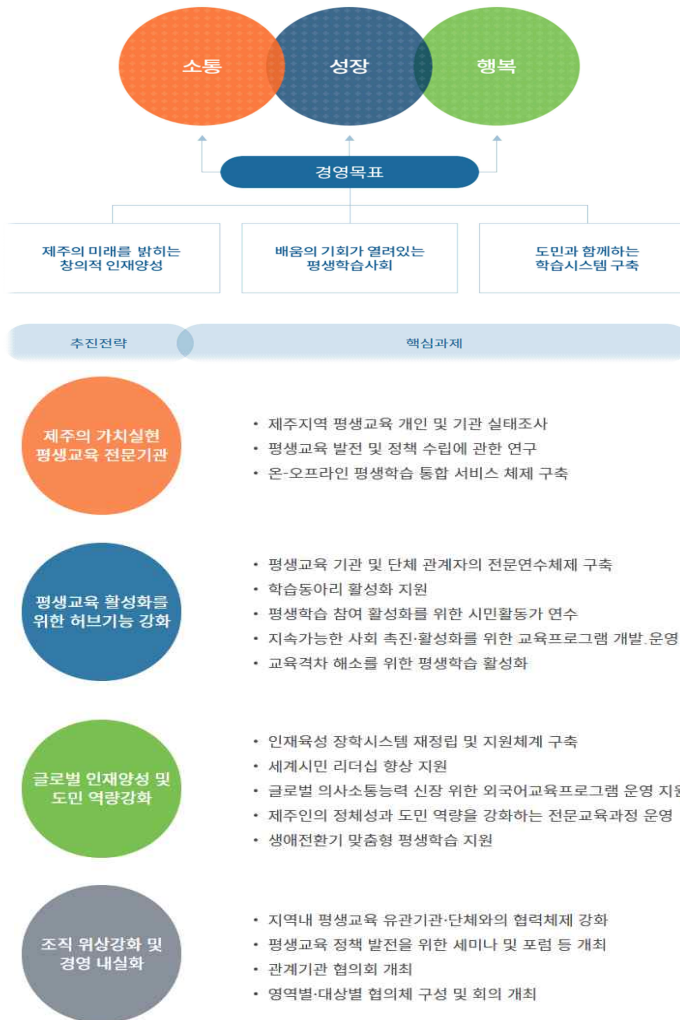 소통
성장
행복
경영목표
제주의 미래를 밝히는
창의적 인재양성
배움의 기회가 열려있는
평생학습사회
도민과 함께하는
학습시스템 구축
추진전략
핵심과제
제주의 가치실현
평생교육 전문기관
• 제주지역 평생교육 개인 및 기관 실태조사
• 평생교육 발전 및 정책 수립에 관한 연구
• 온-오프라인 평생학습 통합 서비스 체제 구축
평생교육 활성화를
위한 허브기능 강화
• 평생교육 기관 및 단체 관계자의 전문연수체제 구축
• 학습동아리 활성화 지원
• 평생학습 참여 활성화를 위한 시민활동가 연수
• 지속가능한 사회 촉진·활성화를 위한 교육프로그램 개발.운영
• 교육격차 해소를 위한 평생학습 활성화
글로벌 인재양성 및
도민 역량강화
• 인재육성 장학시스템 재정립 및 지원체계 구축
• 세계시민 리더십 향상 지원
• 글로벌 의사소통능력 신장 위한 외국어교육프로그램 운영 지원
• 제주인의 정체성과 도민 역량을 강화하는 전문교육과정 운영
• 생애전환기 맞춤형 평생학습 지원
조직 위상강화 및
경영 내실화
• 지역내 평생교육 유관기관·단체와의 협력체제 강화
• 평생교육 정책 발전을 위한 세미나 및 포럼 등 개최
• 관계기관 협의회 개최
• 영역별·대상별 협의체 구성 및 회의 개최